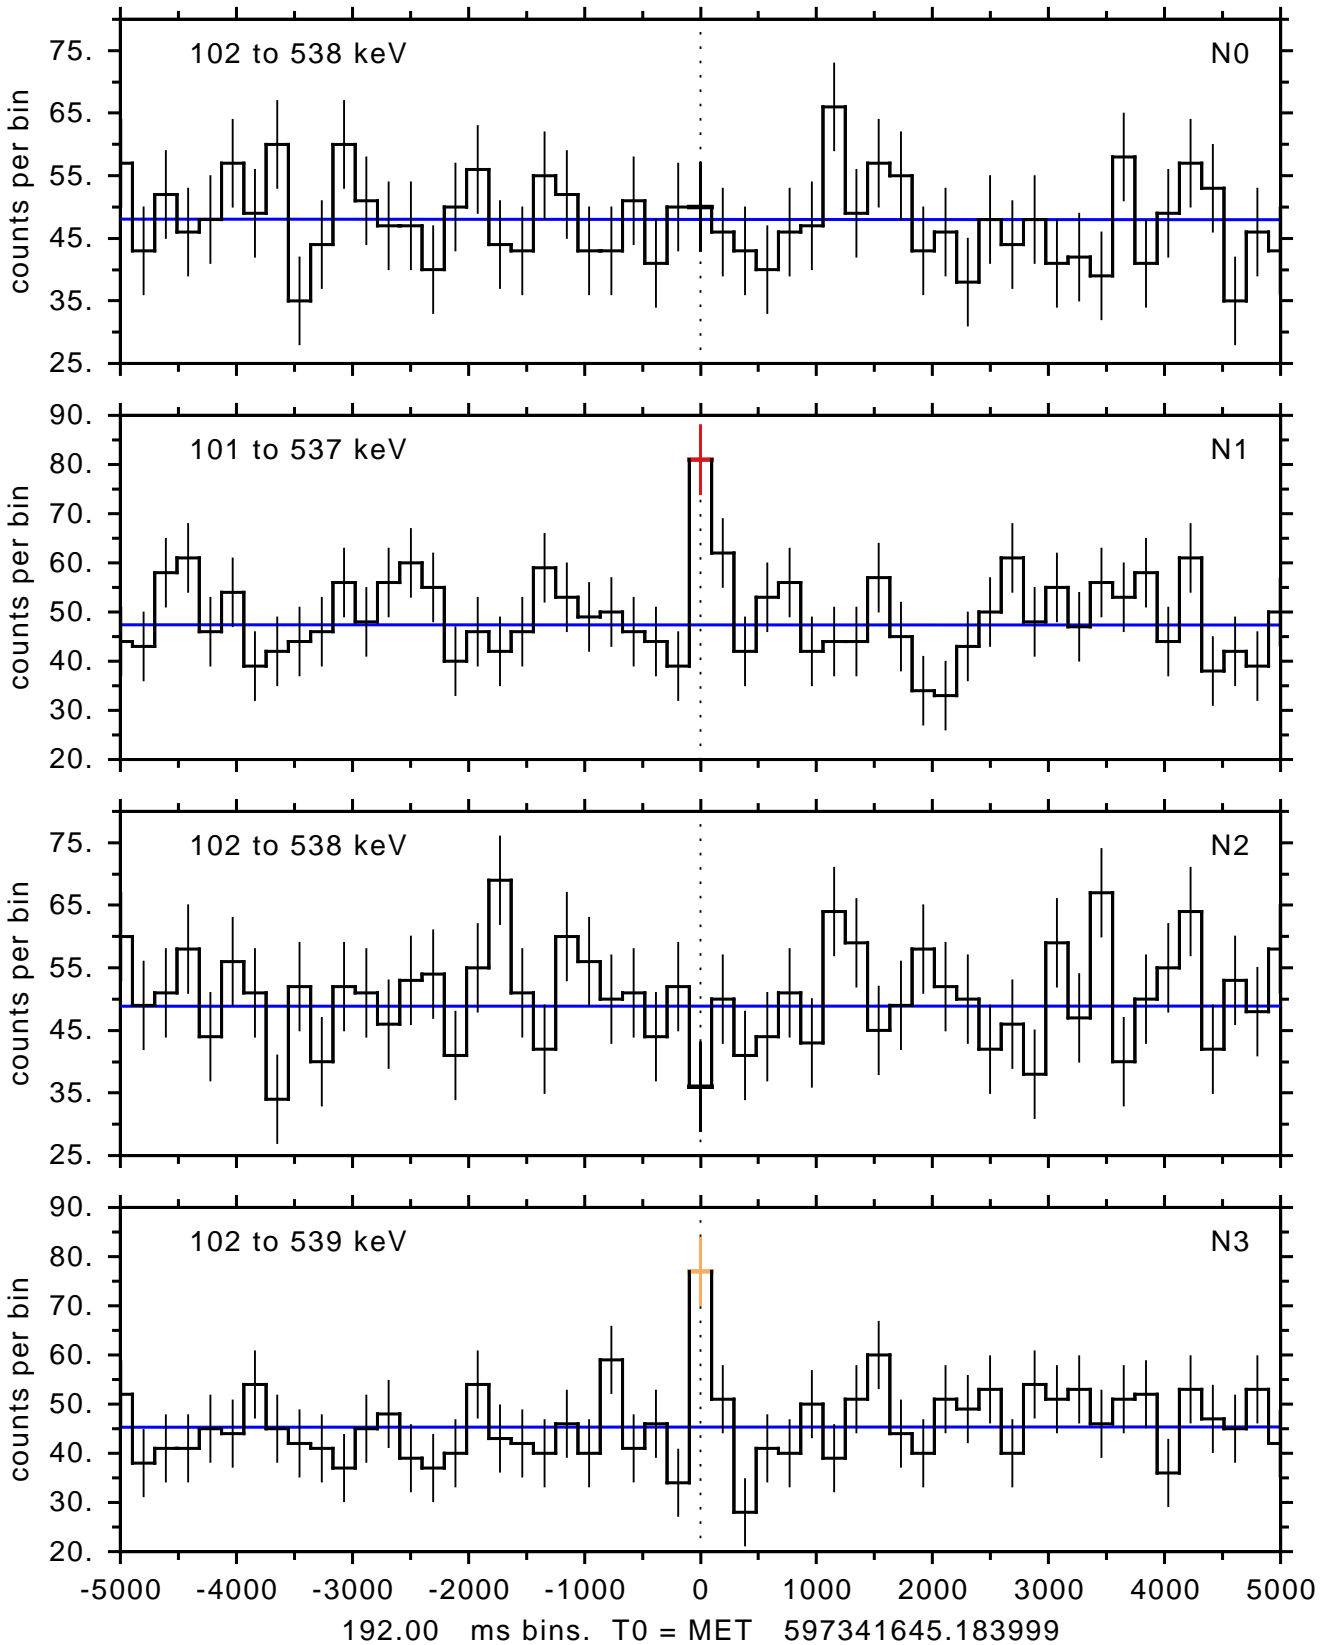 102 to 538 keV N0
counts per bin
75.
65.
55.
45.
35.
25.
101 to 537 keV N1
counts per bin
90.
80.
70.
60.
50.
40.
30.
20.
102 to 538 keV N2
counts per bin
75.
65.
55.
45.
35.
25.
102 to 539 keV N3
counts per bin
90.
80.
70.
60.
50.
40.
30.
20.
-5000 -4000 -3000 -2000 -1000 0 1000 2000 3000 4000 5000
192.00 ms bins. T0 = MET 597341645.183999